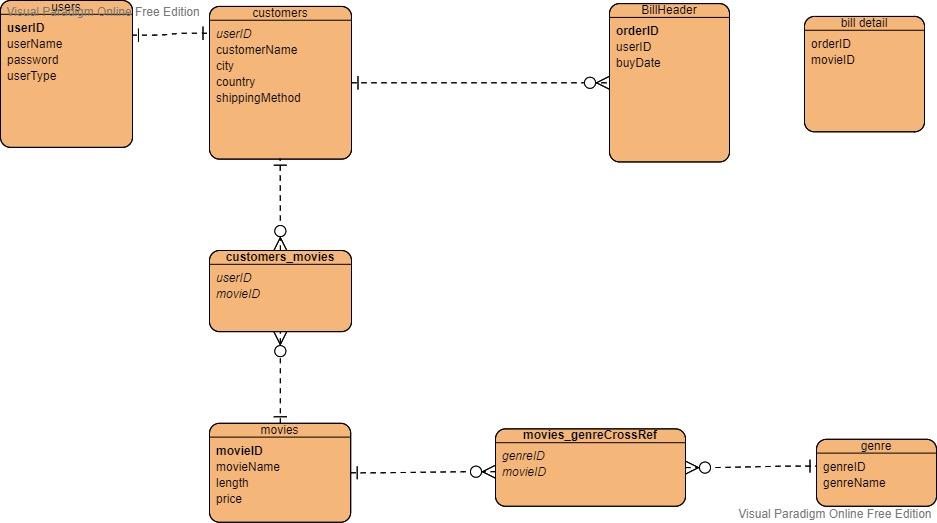 users
Visual Paradigm Online Free Edition
userID
userName
password
userType
customers
userID
customerName
city
country
shippingMethod
BillHeader
orderID
userID
buyDate
bill detail
orderID
movieID
customers_movies
userID
movieID
movies
movieID
movieName
length
price
movies_genreCrossRef
genreID
movieID
genre
genreID
genreName
Visual Paradigm Online Free Edition